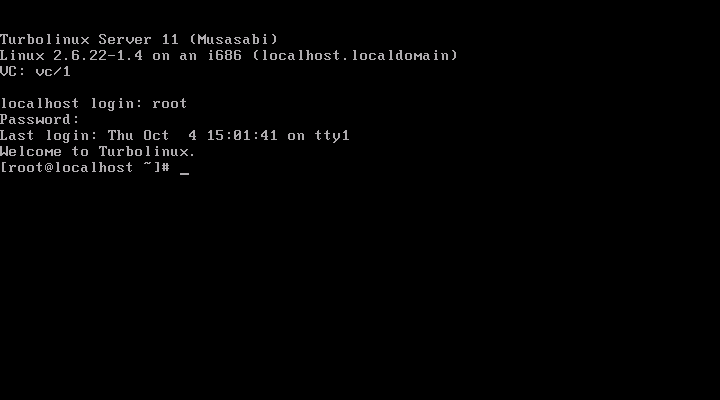 Turbolinux Server 11 (Musasabi)
Linux 2.6.22-1.4 on an i686 (localhost.localdomain)
VC: vc/1
localhost login: root
Password:
Last login: Thu Oct  4 15:01:41 on tty1
Welcome to Turbolinux.
[root@localhost ~]# _